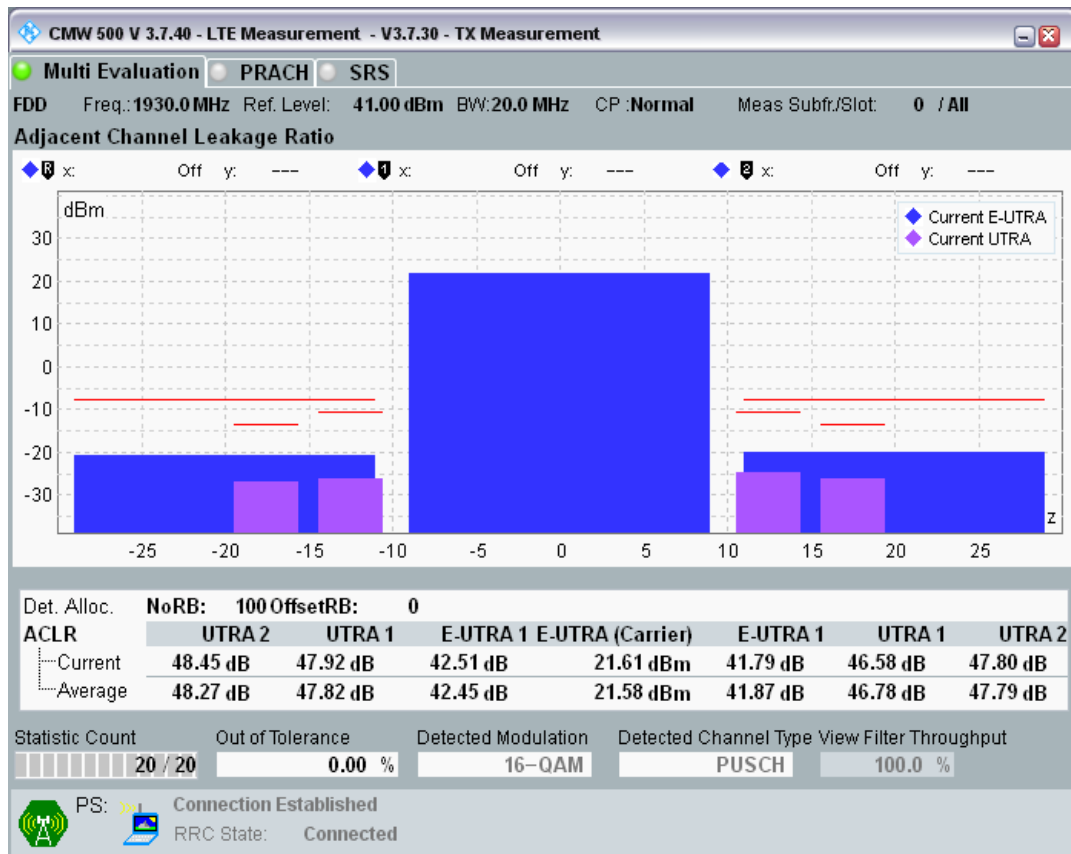 CMW 500 V 3.7.40 - LTE Measurement - V3.7.30 - TX Measurement
Multi Evaluation PRACH SRS
FDD Freq.:1930.0 MHz Ref. Level: 41.00 dBm BW:20.0 MHz CP :Normal Meas Subfr./Slot: 0 / All
Adjacent Channel Leakage Ratio
R x: Off y: --- 1 x: Off y: --- 2 x: Off y: ---
dBm
Current E-UTRA
Current UTRA
30
20
10
0
-10
-20
-30
z
-25 -20 -15 -10 -5 0 5 10 15 20 25
Det. Alloc. NoRB: 100 OffsetRB: 0
ACLR UTRA 2 UTRA 1 E-UTRA 1 E-UTRA (Carrier) E-UTRA 1 UTRA 1 UTRA 2
Current 48.45 dB 47.92 dB 42.51 dB 21.61 dBm 41.79 dB 46.58 dB 47.80 dB
Average 48.27 dB 47.82 dB 42.45 dB 21.58 dBm 41.87 dB 46.78 dB 47.79 dB
Statistic Count Out of Tolerance Detected Modulation Detected Channel Type View Filter Throughput
20 / 20 0.00 % 16-QAM PUSCH 100.0 %
PS: Connection Established
RRC State: Connected